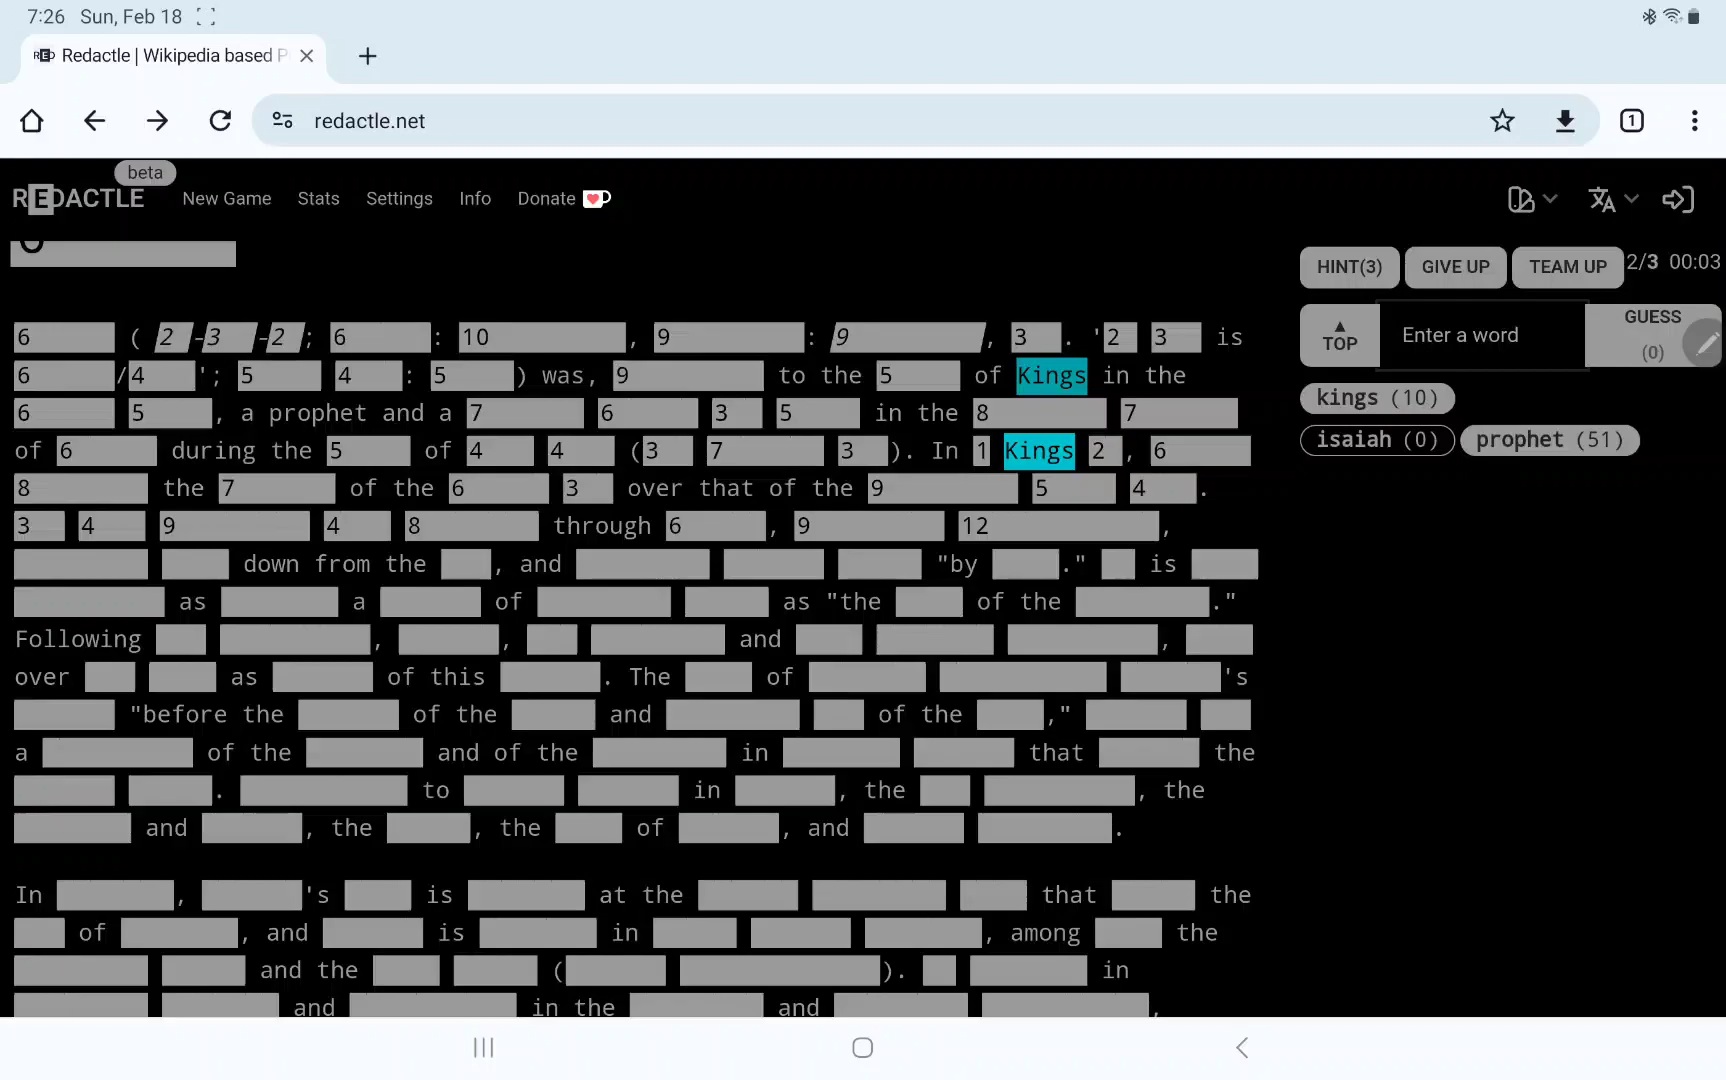 7:26 Sun, Feb 18
Redactle | Wikipedia based P
redactle.net
1
beta
REDACTLE New Game Stats Settings Info Donate
HINT(3) GIVE UP TEAM UP 2/3 00:03
TOP Enter a word GUESS (0)
kings (10)
isaiah (0) prophet (51)
6 ( 2-3-2; 6: 10, 9: 9, 3. '2 3 is
6/4'; 5 4: 5) was, 9 to the 5 of Kings in the
6 5, a prophet and a 7 6 3 5 in the 8 7
of 6 during the 5 of 4 4 (3 7 3). In 1 Kings 2, 6
8 the 7 of the 6 3 over that of the 9 5 4.
3 4 9 4 8 through 6, 9 12,
down from the , and "by ." is
as a of as "the of the ."
Following , , and ,
over as of this . The of 's
"before the of the and of the ,"
a of the and of the in that the
. to in , the , the
and , the , the of , and .
In , 's is at the that the
of , and is in , among the
and the ( ). in
and in the and ,